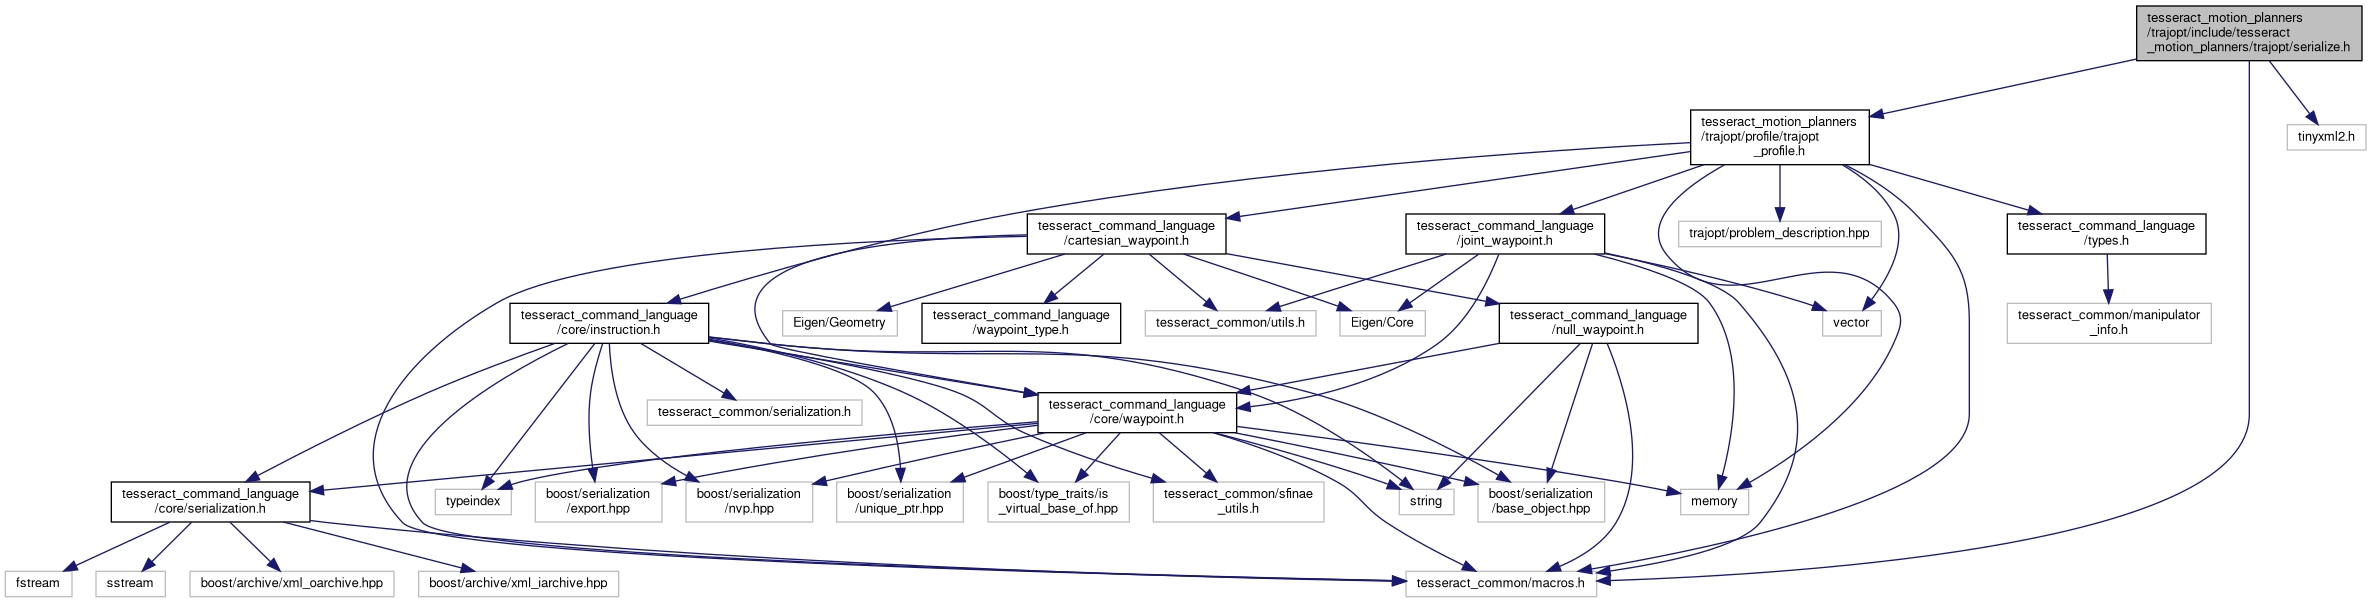 tesseract_motion_planners
/trajopt/include/tesseract
_motion_planners/trajopt/serialize.h
tesseract_motion_planners
/trajopt/profile/trajopt
_profile.h
tinyxml2.h
tesseract_command_language
/cartesian_waypoint.h
tesseract_command_language
/joint_waypoint.h
trajopt/problem_description.hpp
tesseract_command_language
/types.h
tesseract_command_language
/core/instruction.h
Eigen/Geometry
tesseract_command_language
/waypoint_type.h
tesseract_common/utils.h
Eigen/Core
tesseract_command_language
/null_waypoint.h
vector
tesseract_common/manipulator
_info.h
tesseract_common/serialization.h
tesseract_command_language
/core/waypoint.h
tesseract_command_language
/core/serialization.h
typeindex
boost/serialization
/export.hpp
boost/serialization
/nvp.hpp
boost/serialization
/unique_ptr.hpp
boost/type_traits/is
_virtual_base_of.hpp
tesseract_common/sfinae
_utils.h
string
boost/serialization
/base_object.hpp
memory
fstream
sstream
boost/archive/xml_oarchive.hpp
boost/archive/xml_iarchive.hpp
tesseract_common/macros.h